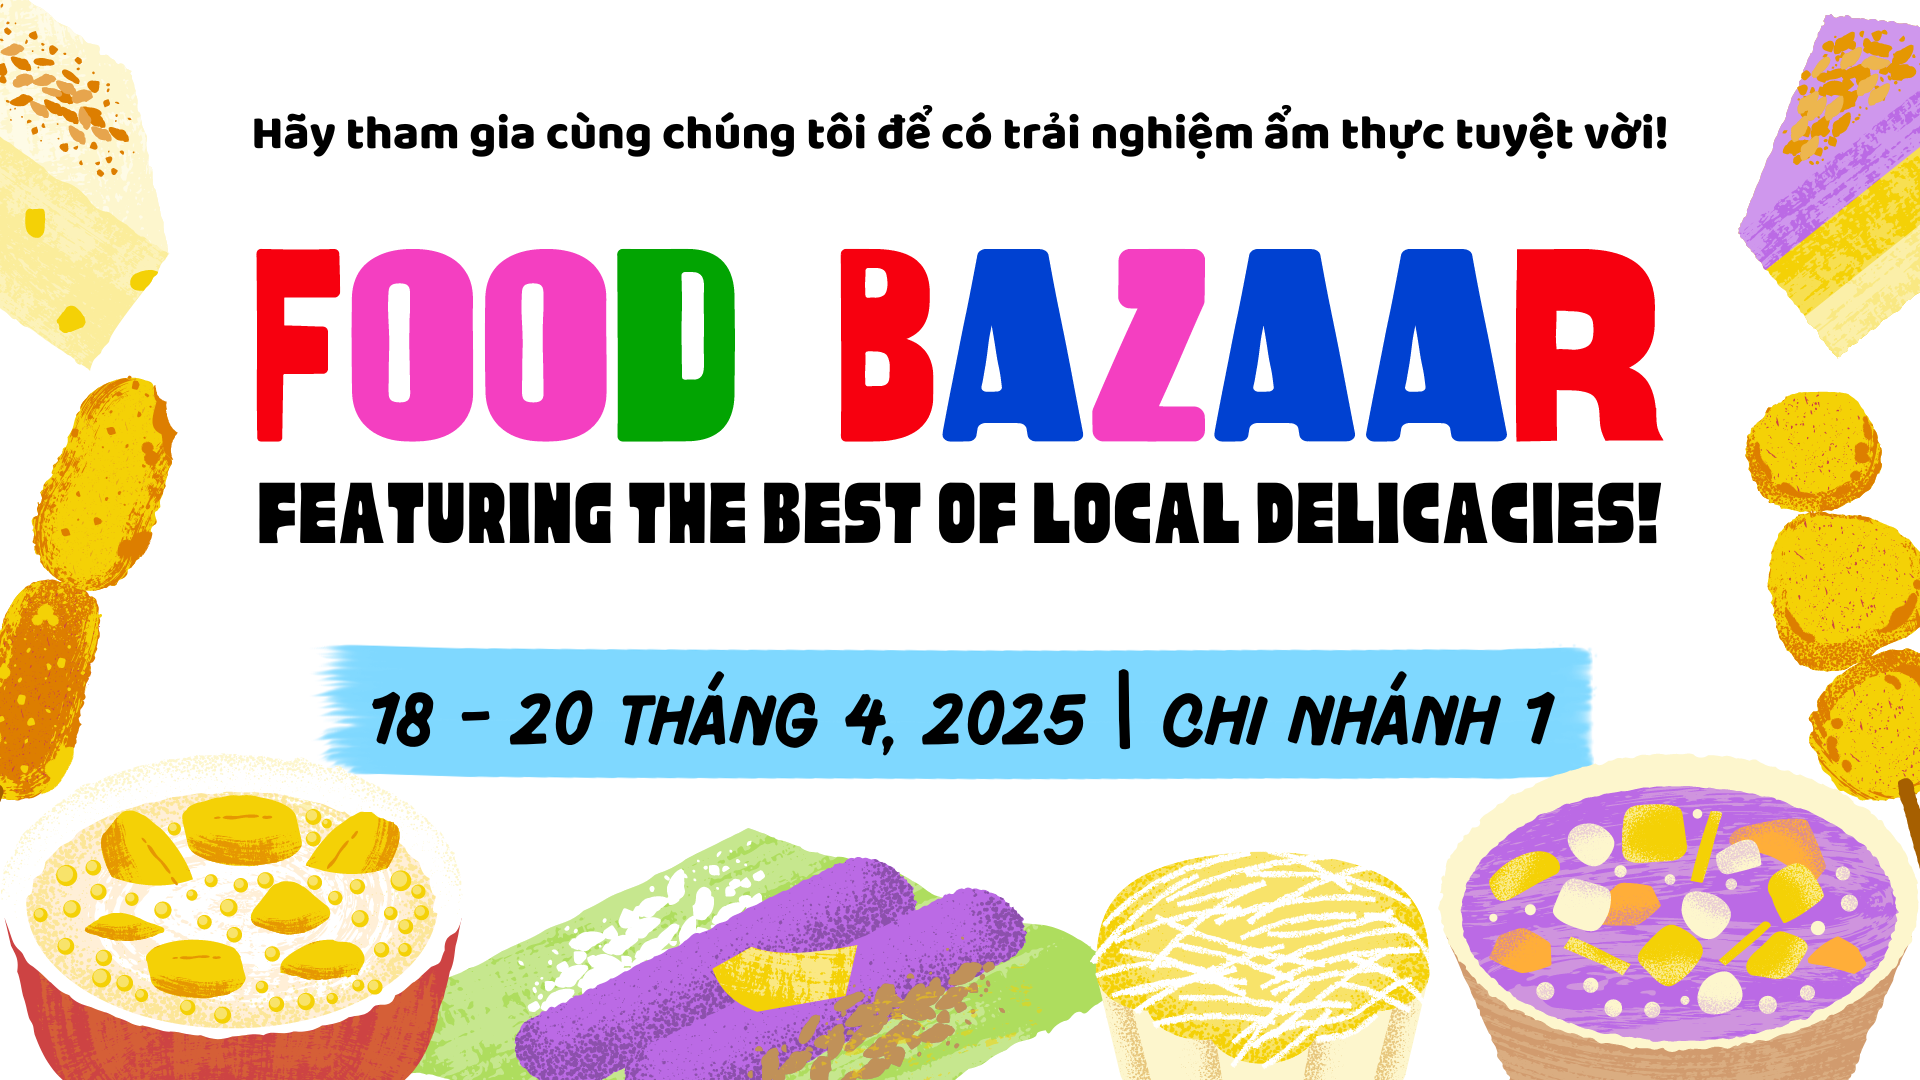 Hãy tham gia cùng chúng tôi để có trải nghiệm ẩm thực tuyệt vời!
FOOD BAZAAR
FEATURING THE BEST OF LOCAL DELICACIES!
18 - 20 THÁNG 4, 2025 | CHI NHÁNH 1